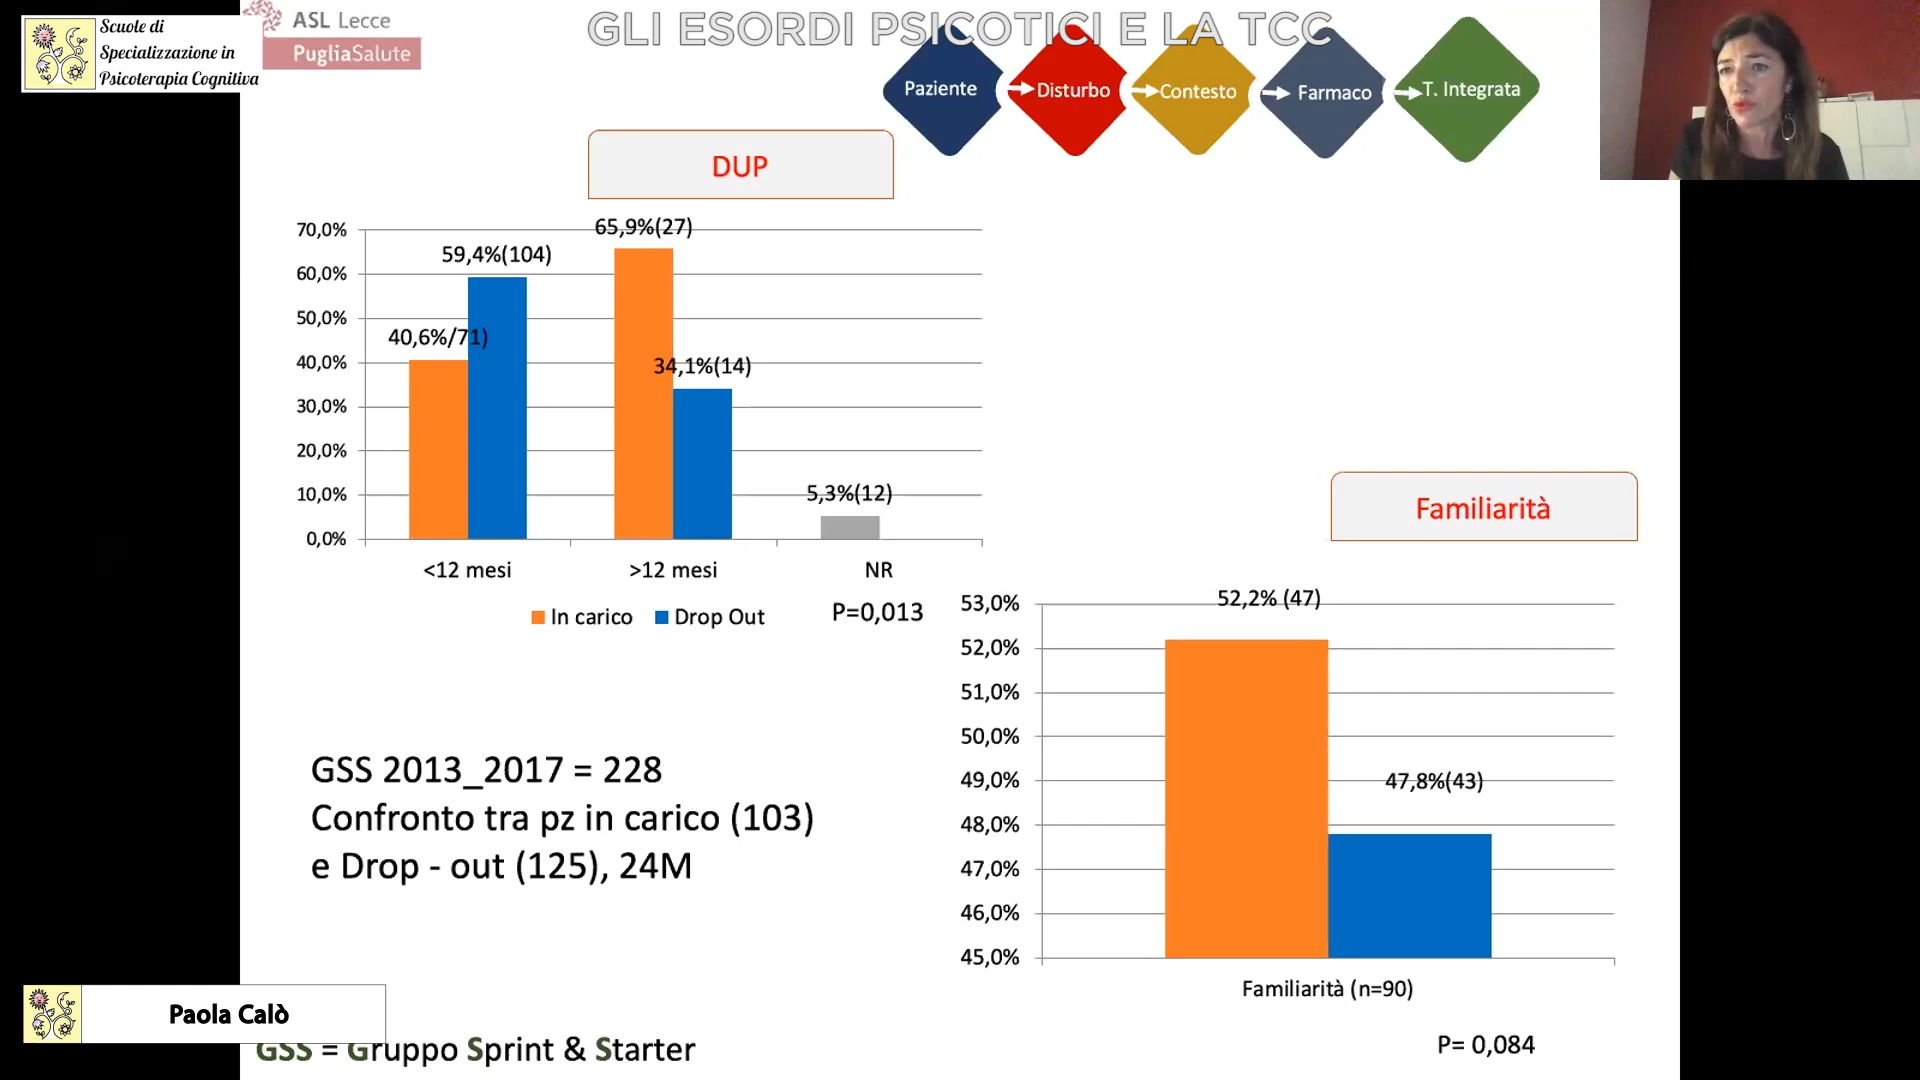 Scuole di
Specializzazione in
Psicoterapia Cognitiva
ASL Lecce
PugliaSalute
GLI ESORDI PSICOTICI E LA TCC
Paziente
Disturbo
Contesto
Farmaco
T. Integrata
DUP
70,0%
60,0%
50,0%
40,0%
30,0%
20,0%
10,0%
0,0%
40,6%/71)
59,4%(104)
65,9%(27)
34,1%(14)
5,3%(12)
<12 mesi
>12 mesi
NR
In carico
Drop Out
P=0,013
Familiarità
53,0%
52,0%
51,0%
50,0%
49,0%
48,0%
47,0%
46,0%
45,0%
52,2% (47)
47,8%(43)
Familiarità (n=90)
P= 0,084
GSS 2013_2017 = 228
Confronto tra pz in carico (103)
e Drop - out (125), 24M
Paola Calò
GSS = Gruppo Sprint & Starter